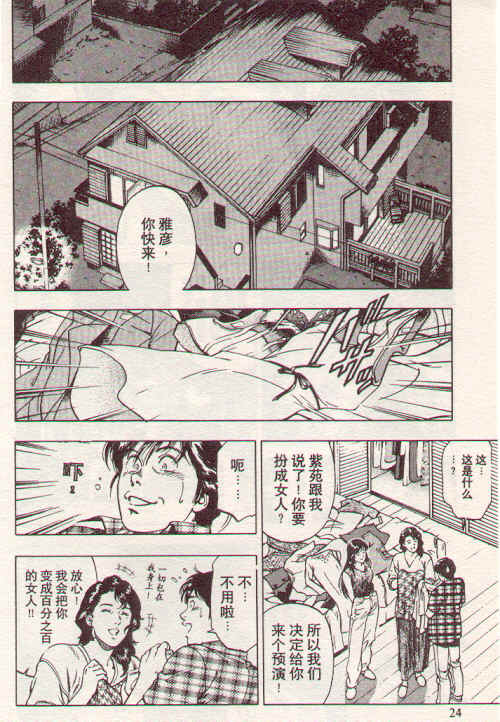 雅彦，
你快来！
这…
这是什么
…？
紫苑跟我
说了！你要
扮成女人？
所以我们
决定给你
来个预演！
呃……
吓！
不…
不用啦…
一切包在
我身上！
放心！
我会把你
变成百分之百
的女人！！
24